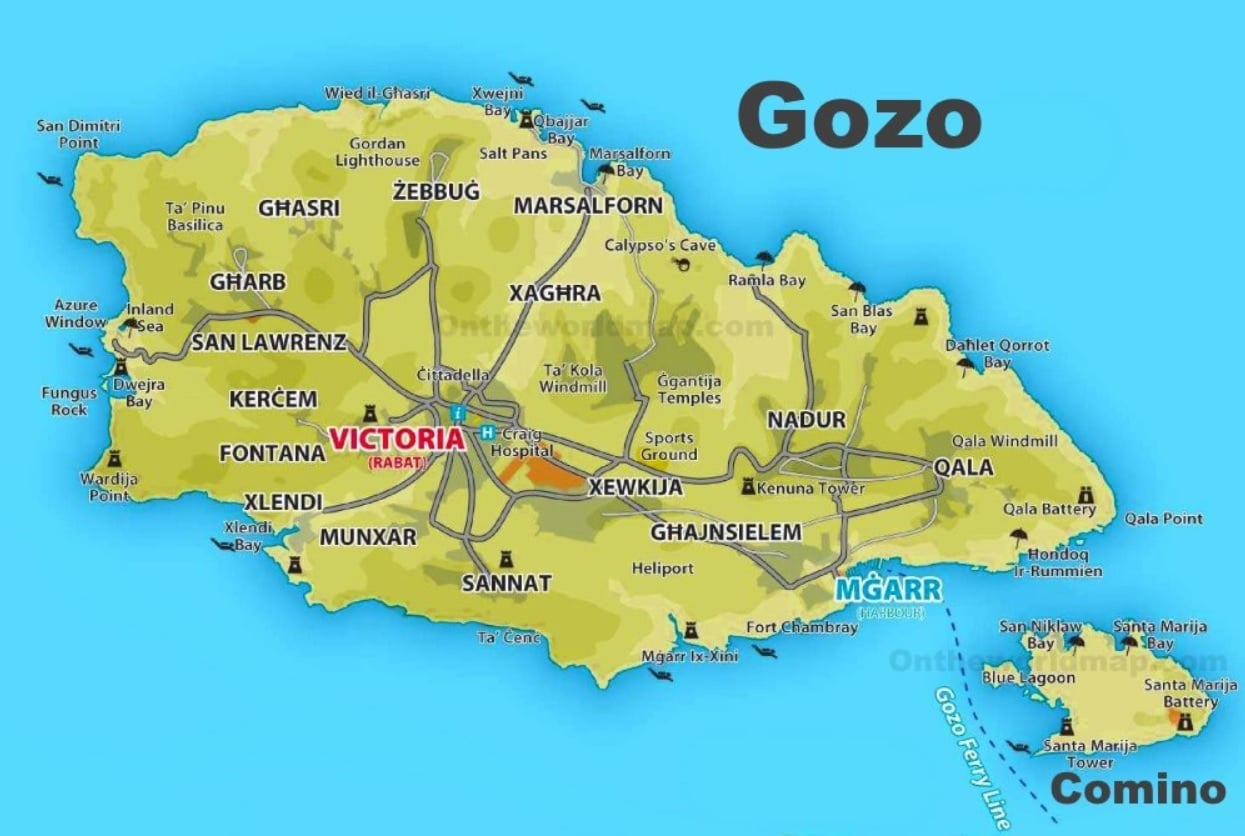 Gozo
Wied il-Għasri
Xwejni
Bay
Qbajjar
Bay
San Dimitri
Point
Gordan
Lighthouse
Salt Pans
Marsalforn
Bay
ŻEBBUĠ
Ta' Pinu
Basilica
GĦASRI
MARSALFORN
Calypso's Cave
GĦARB
XAGĦRA
Ramla Bay
Azure
Window
Inland
Sea
San Blas
Bay
Ontheworldmap.com
SAN LAWRENZ
Daħlet Qorrot
Bay
Fungus
Rock
Dwejra
Bay
Ċittadella
Ta' Kola
Windmill
Ġgantija
Temples
KERĊEM
i
H
NADUR
VICTORIA
(RABAT)
Craig
Hospital
Sports
Ground
Qala Windmill
FONTANA
QALA
Wardija
Point
XEWKIJA
Kenuna Tower
XLENDI
Qala Battery
Qala Point
Xlendi
Bay
MUNXAR
GĦAJNSIELEM
Ħondoq
Ir-Rummien
SANNAT
Heliport
MĠARR
(HARBOUR)
Ta' Ċenċ
Mġarr Ix-Xini
Fort Chambray
San Niklaw
Bay
Santa Marija
Bay
Ontheworldmap.com
Blue Lagoon
Santa Marija
Battery
Gozo Ferry Line
Santa Marija
Tower
Comino